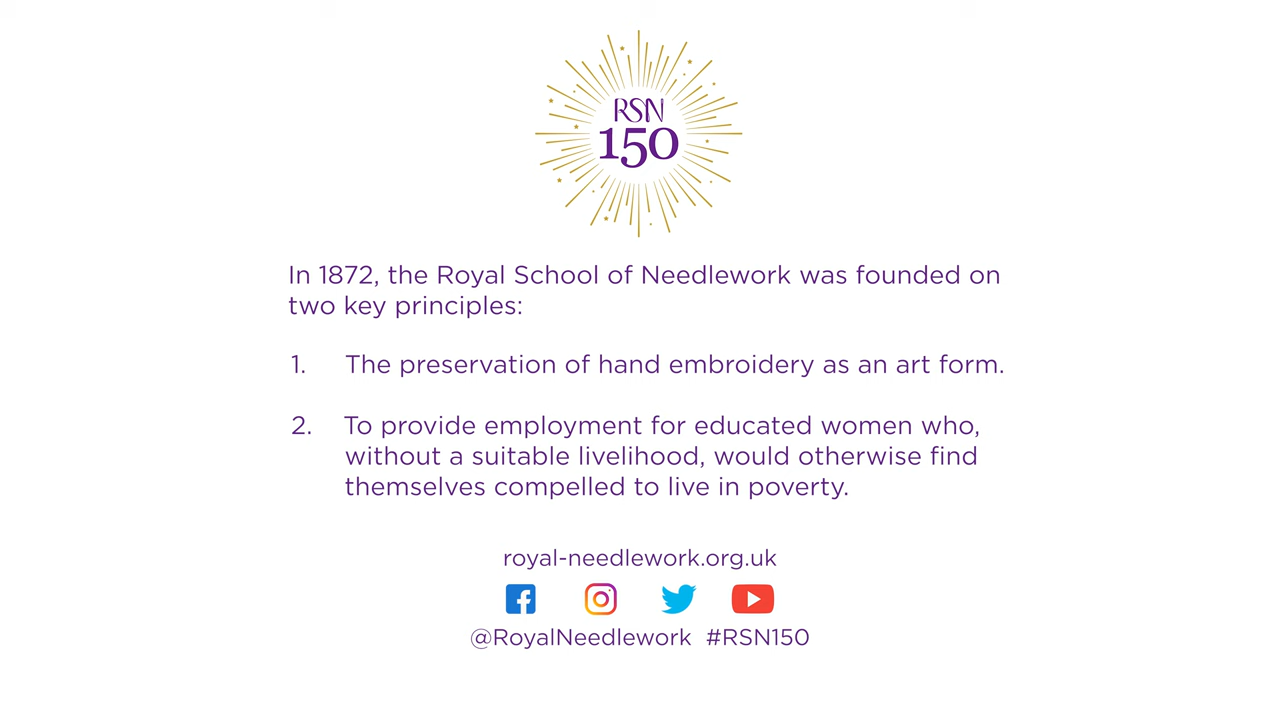 RSN
150
In 1872, the Royal School of Needlework was founded on
two key principles:
1. The preservation of hand embroidery as an art form.
2. To provide employment for educated women who,
without a suitable livelihood, would otherwise find
themselves compelled to live in poverty.
royal-needlework.org.uk
@RoyalNeedlework #RSN150